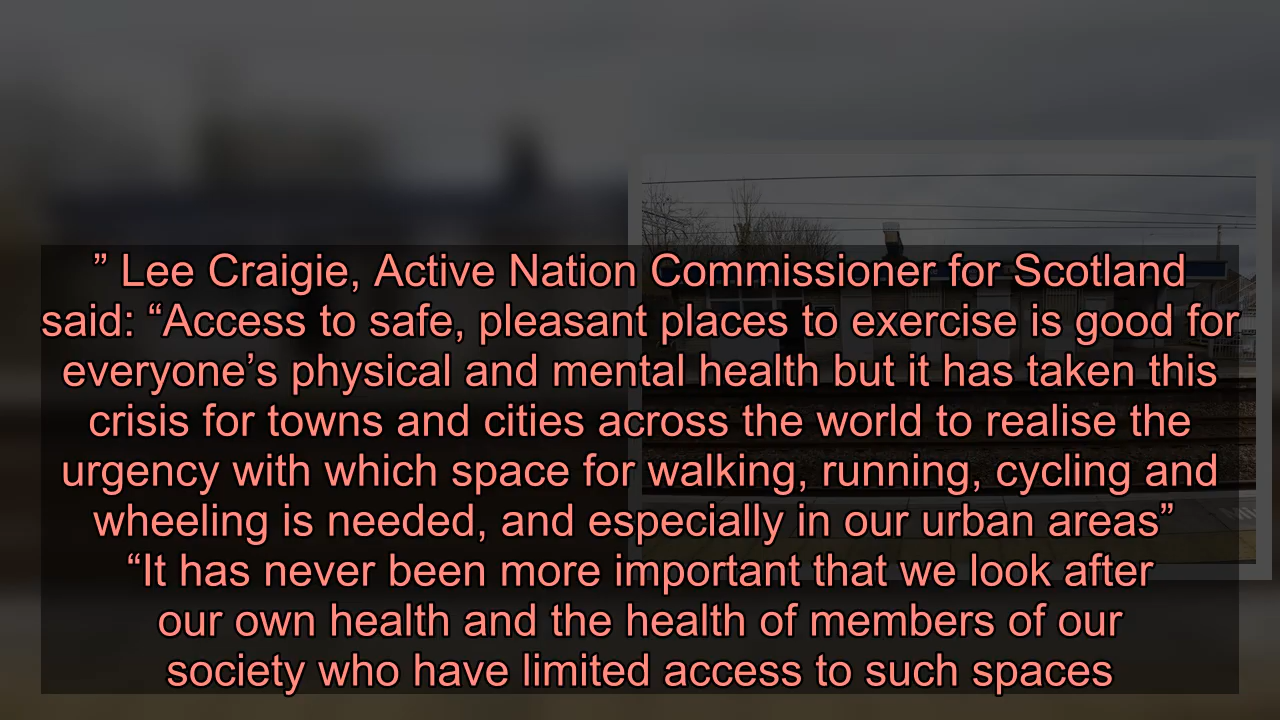 ” Lee Craigie, Active Nation Commissioner for Scotland
said: “Access to safe, pleasant places to exercise is good for
everyone’s physical and mental health but it has taken this
crisis for towns and cities across the world to realise the
urgency with which space for walking, running, cycling and
wheeling is needed, and especially in our urban areas”
“It has never been more important that we look after
our own health and the health of members of our
society who have limited access to such spaces